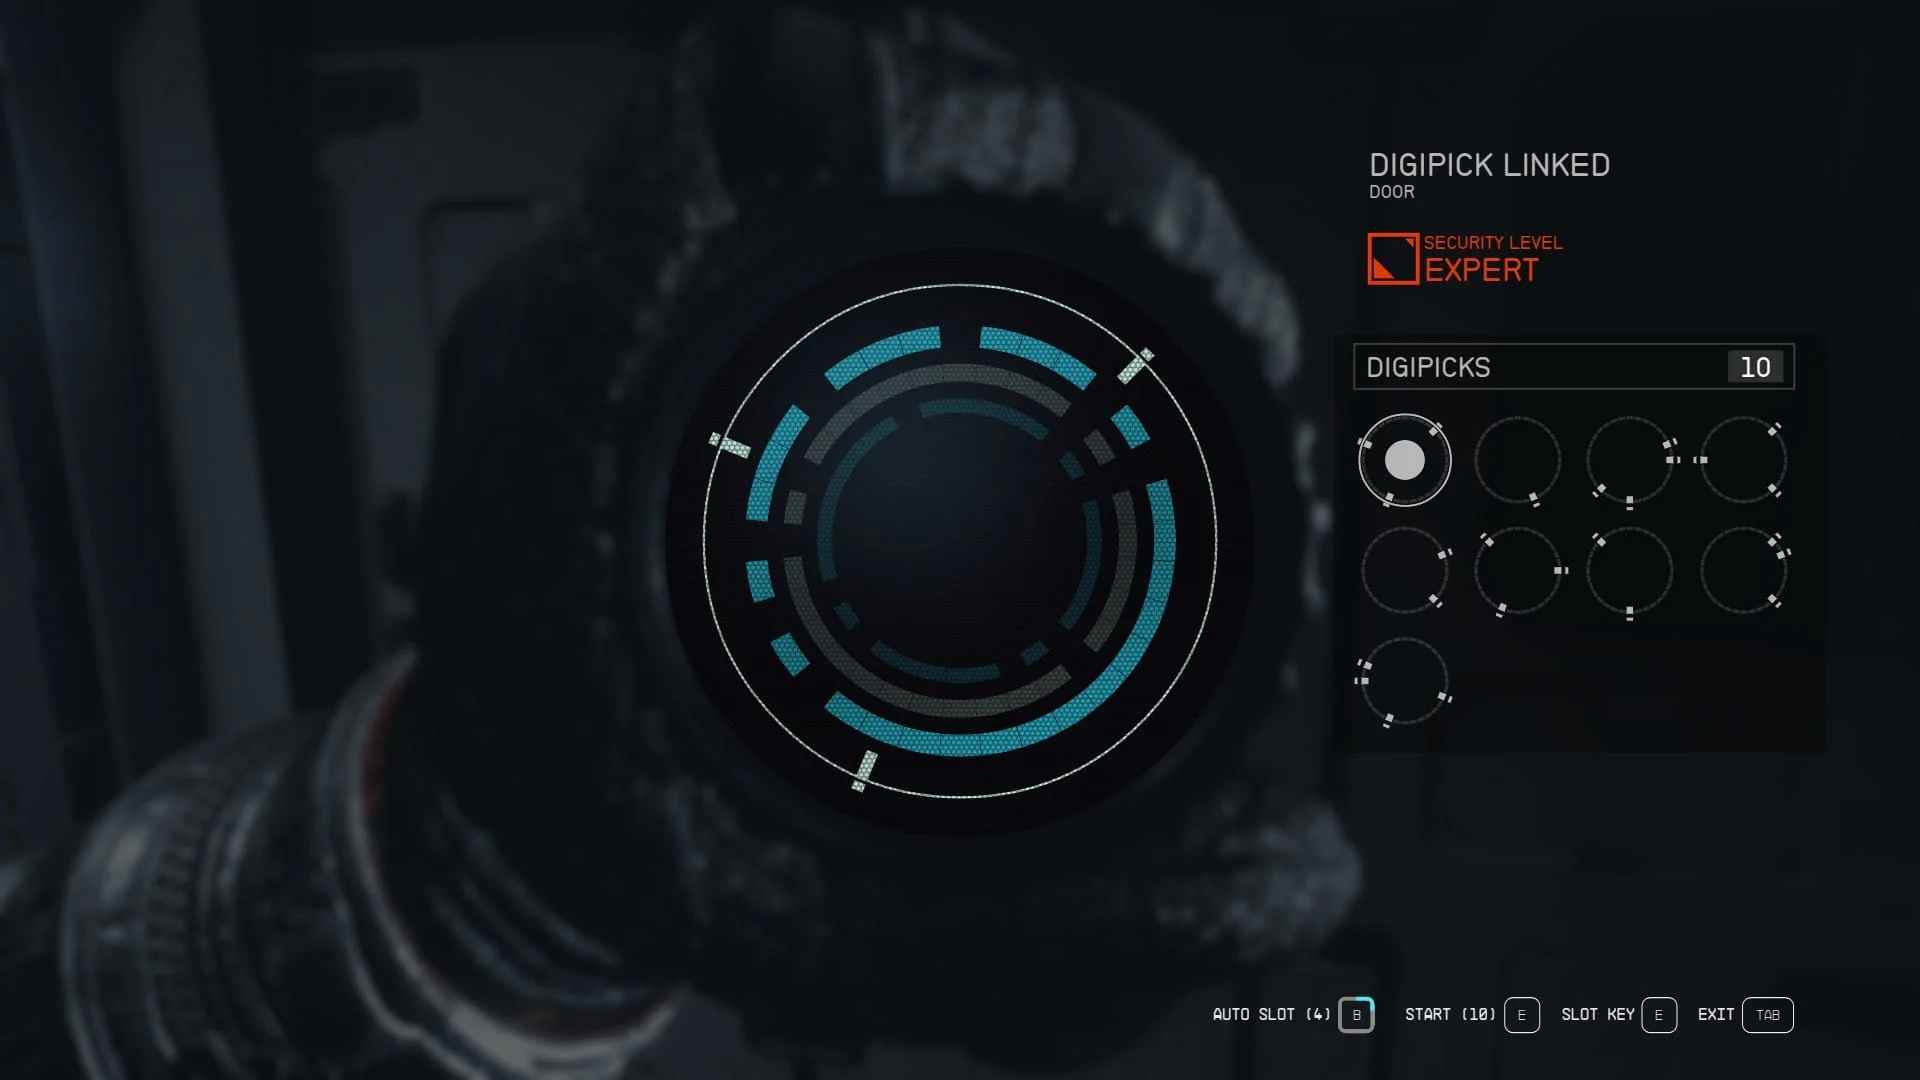 DIGIPICK LINKED
DOOR
SECURITY LEVEL
EXPERT
DIGIPICKS 10
AUTO SLOT (4) B START (10) E SLOT KEY E EXIT TAB